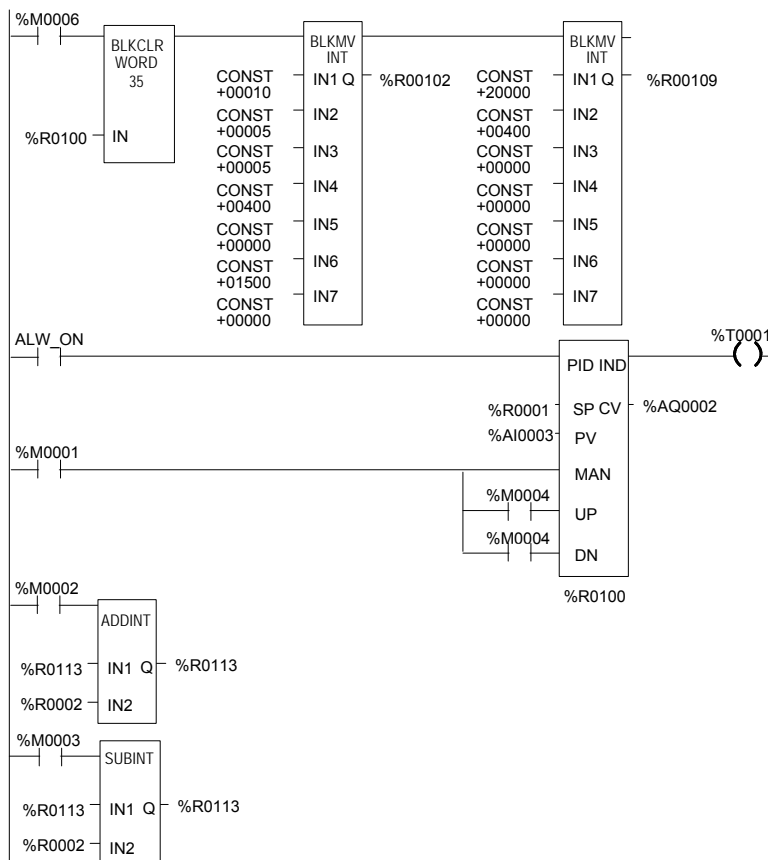 %M0006
BLKCLR
WORD
35
%R0100 IN
BLKMV
INT
CONST
+00010 IN1 Q %R00102
CONST
+00005 IN2
CONST
+00005 IN3
CONST
+00400 IN4
CONST
+00000 IN5
CONST
+01500 IN6
CONST
+00000 IN7
BLKMV
INT
CONST
+20000 IN1 Q %R00109
CONST
+00400 IN2
CONST
+00000 IN3
CONST
+00000 IN4
CONST
+00000 IN5
CONST
+00000 IN6
CONST
+00000 IN7
ALW_ON %T0001
PID IND
%R0001 SP CV %AQ0002
%AI0003 PV
%M0001 MAN
%M0004 UP
%M0004 DN
%R0100
%M0002
ADDINT
%R0113 IN1 Q %R0113
%R0002 IN2
%M0003
SUBINT
%R0113 IN1 Q %R0113
%R0002 IN2